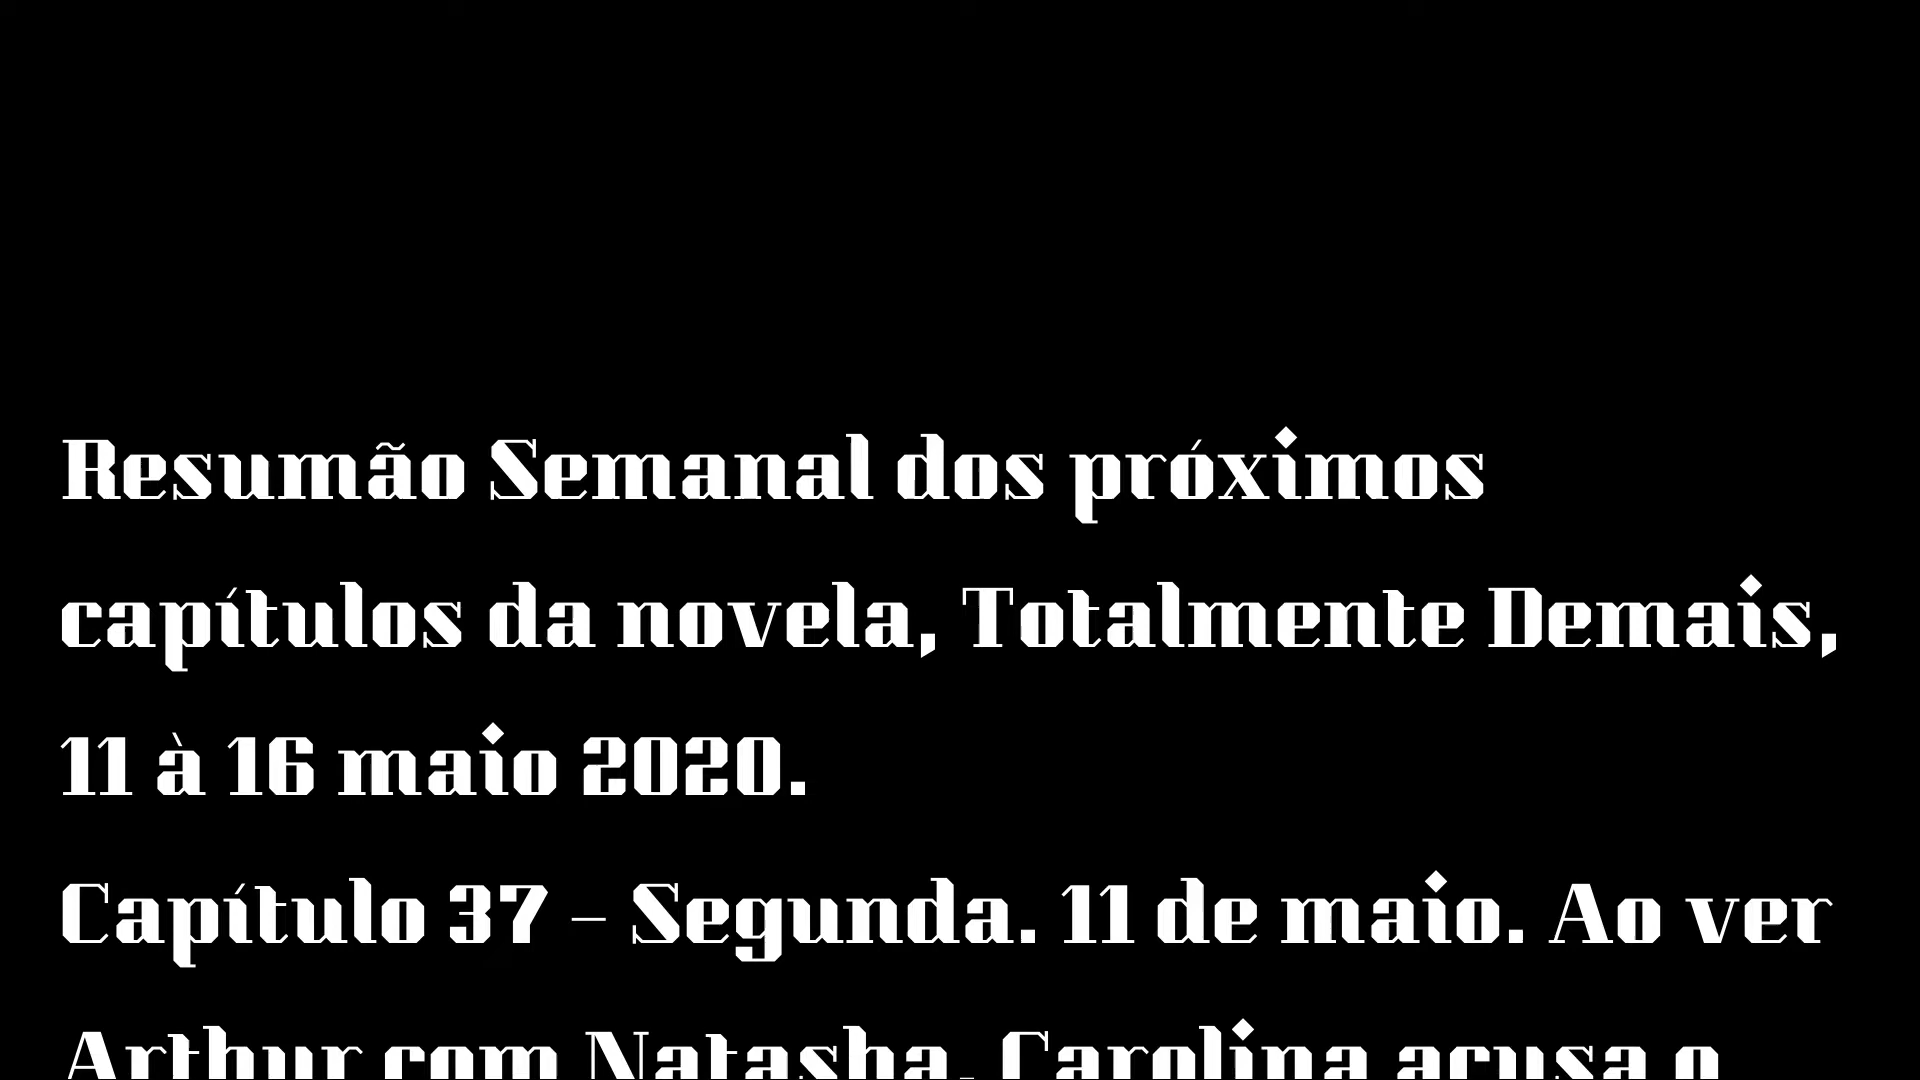 Resumão Semanal dos próximos
capítulos da novela, Totalmente Demais,
11 à 16 maio 2020.
Capítulo 37 – Segunda. 11 de maio. Ao ver
Arthur com Natasha, Carolina acusa o